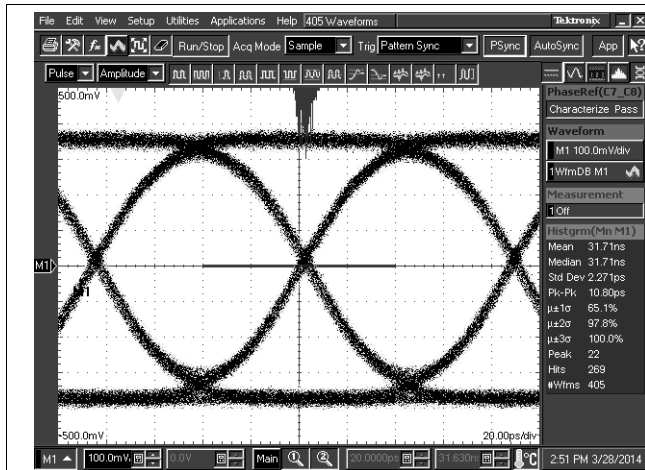 File Edit View Setup Utilities Applications Help 405 Waveforms Tektronix
Run/Stop Acq Mode Sample Trig Pattern Sync PSync AutoSync App
Pulse Amplitude
500.0mV
M1
-500.0mV
20.00ps/div
PhaseRef(C7_C8)
Characterize Pass
Waveform
M1 100.0mV/div
1 WfmDB M1
Measurement
1 Off
Histgrm(Mn M1)
Mean 31.71ns
Median 31.71ns
Std Dev 2.271ps
Pk-Pk 10.80ps
µ±1σ 65.1%
µ±2σ 97.8%
µ±3σ 100.0%
Peak 22
Hits 269
#Wfms 405
M1 100.0mV 0.0V Main 20.0000ps 31.630n °C 2:51 PM 3/28/2014